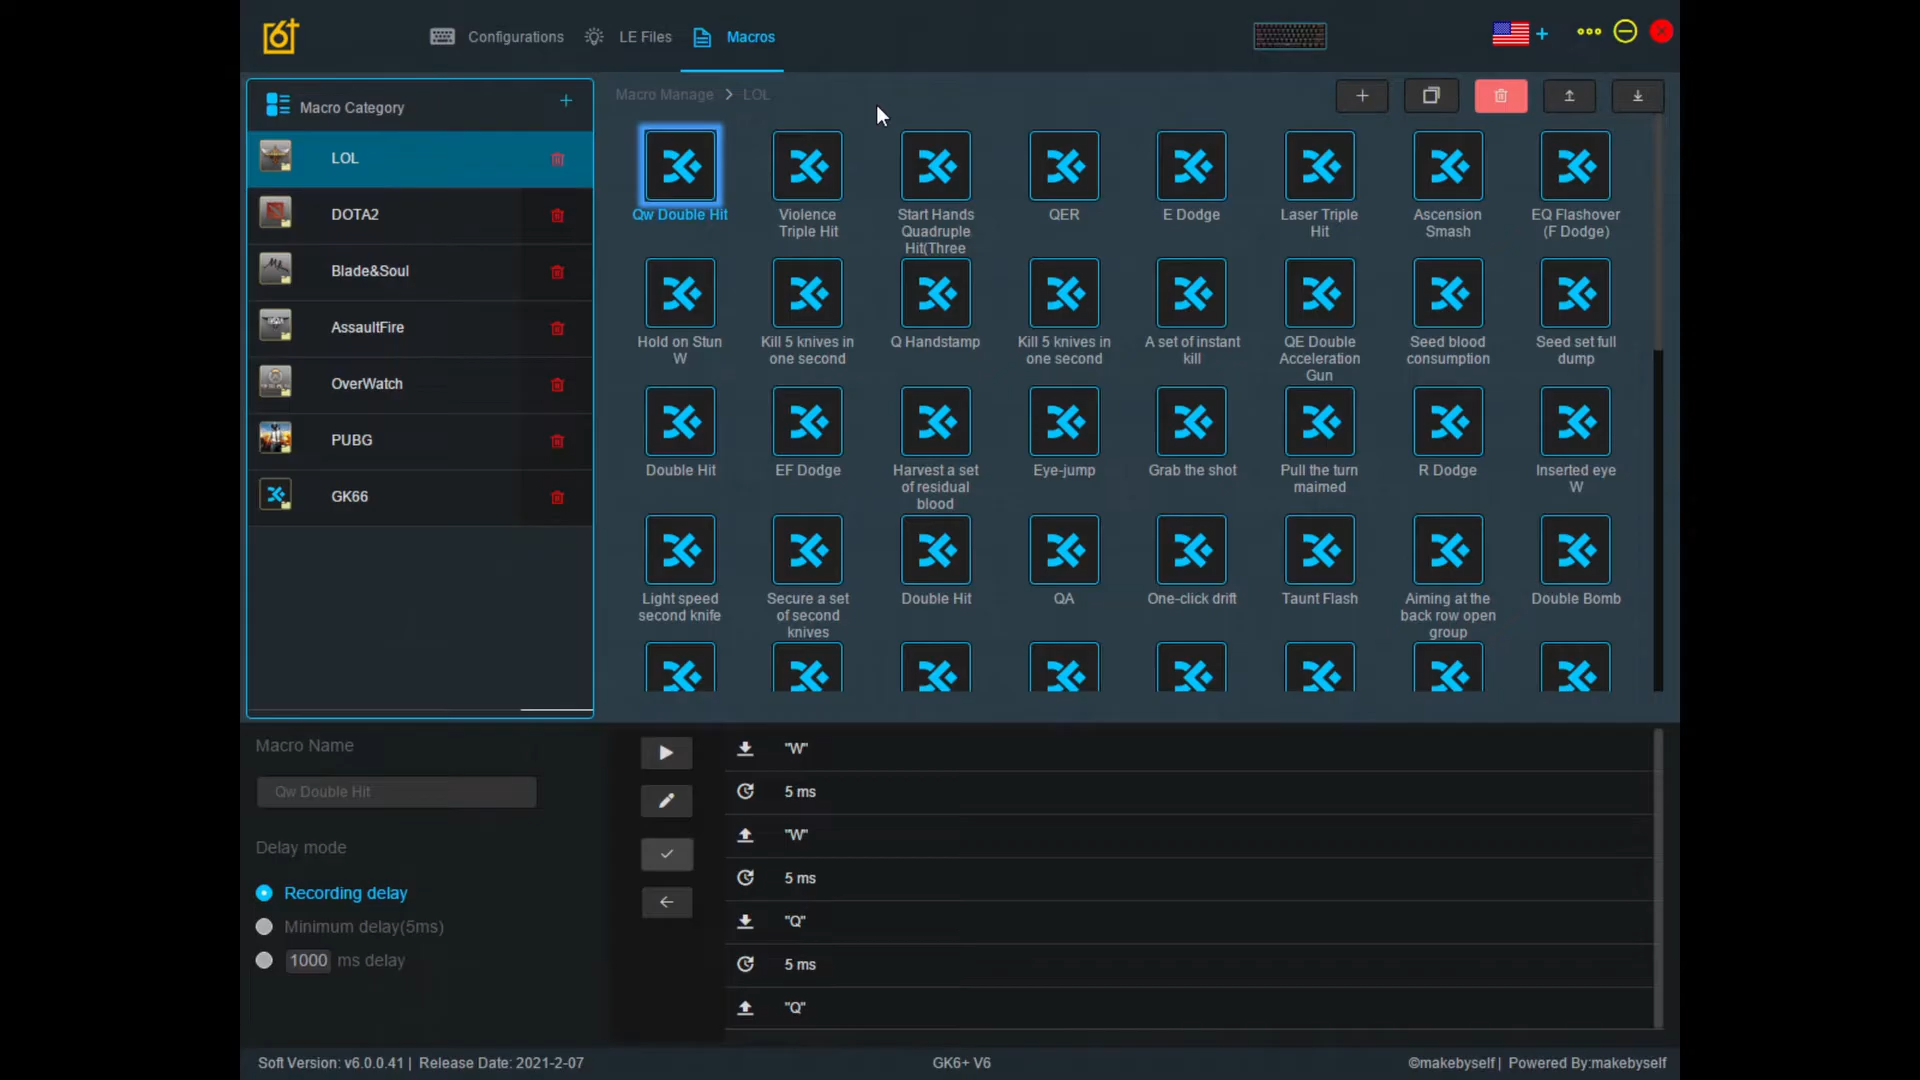 Configurations
LE Files
Macros
Macro Category
Macro Manage > LOL
LOL
DOTA2
Blade&Soul
AssaultFire
OverWatch
PUBG
GK66
Qw Double Hit
Violence
Triple Hit
Start Hands
Quadruple
Hit(Three
QER
E Dodge
Laser Triple
Hit
Ascension
Smash
EQ Flashover
(F Dodge)
Hold on Stun
W
Kill 5 knives in
one second
Q Handstamp
Kill 5 knives in
one second
A set of instant
kill
QE Double
Acceleration
Gun
Seed blood
consumption
Seed set full
dump
Double Hit
EF Dodge
Harvest a set
of residual
blood
Eye-jump
Grab the shot
Pull the turn
maimed
R Dodge
Inserted eye
W
Light speed
second knife
Secure a set
of second
knives
Double Hit
QA
One-click drift
Taunt Flash
Aiming at the
back row open
group
Double Bomb
Macro Name
Qw Double Hit
Delay mode
Recording delay
Minimum delay(5ms)
1000 ms delay
"W"
5 ms
"W"
5 ms
"Q"
5 ms
"Q"
Soft Version: v6.0.0.41 | Release Date: 2021-2-07
GK6+ V6
©makebyself | Powered By:makebyself